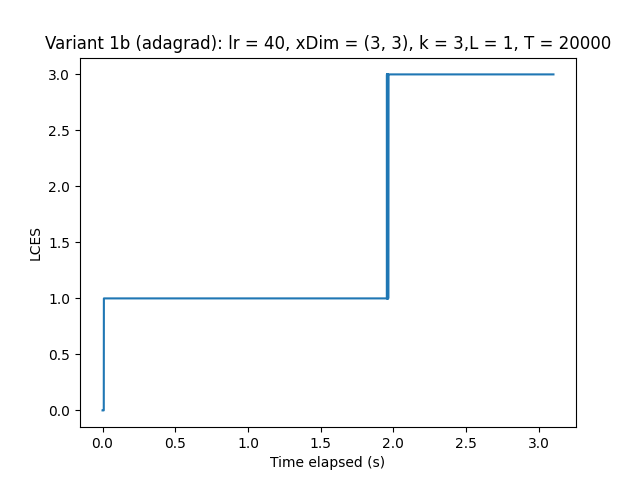 Variant 1b (adagrad): lr = 40, xDim = (3, 3), k = 3,L = 1, T = 20000
3.0
2.5
2.0
1.5
1.0
0.5
0.0
LCES
0.0 0.5 1.0 1.5 2.0 2.5 3.0
Time elapsed (s)